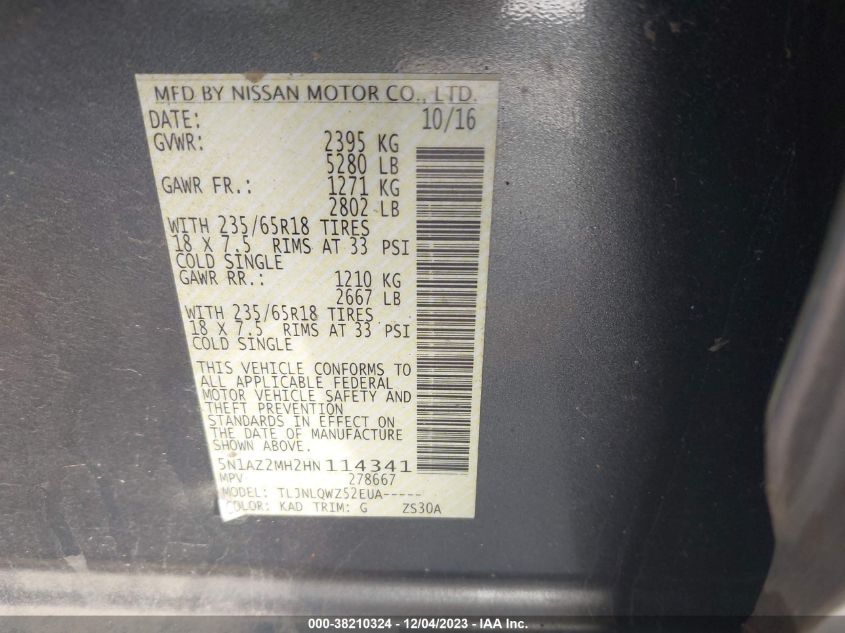 MFD BY NISSAN MOTOR CO., LTD.
DATE: 10/16
GVWR: 2395 KG
5280 LB
GAWR FR.: 1271 KG
2802 LB
WITH 235/65R18 TIRES
18 X 7.5 RIMS AT 33 PSI
COLD SINGLE
GAWR RR.: 1210 KG
2667 LB
WITH 235/65R18 TIRES
18 X 7.5 RIMS AT 33 PSI
COLD SINGLE
THIS VEHICLE CONFORMS TO
ALL APPLICABLE FEDERAL
MOTOR VEHICLE SAFETY AND
THEFT PREVENTION
STANDARDS IN EFFECT ON
THE DATE OF MANUFACTURE
SHOWN ABOVE.
5N1AZ2MH2HN114341
MPV 278667
MODEL: TLJNLQWZ52EUA-----
COLOR: KAD TRIM: G ZS30A
000-38210324 - 12/04/2023 - IAA Inc.